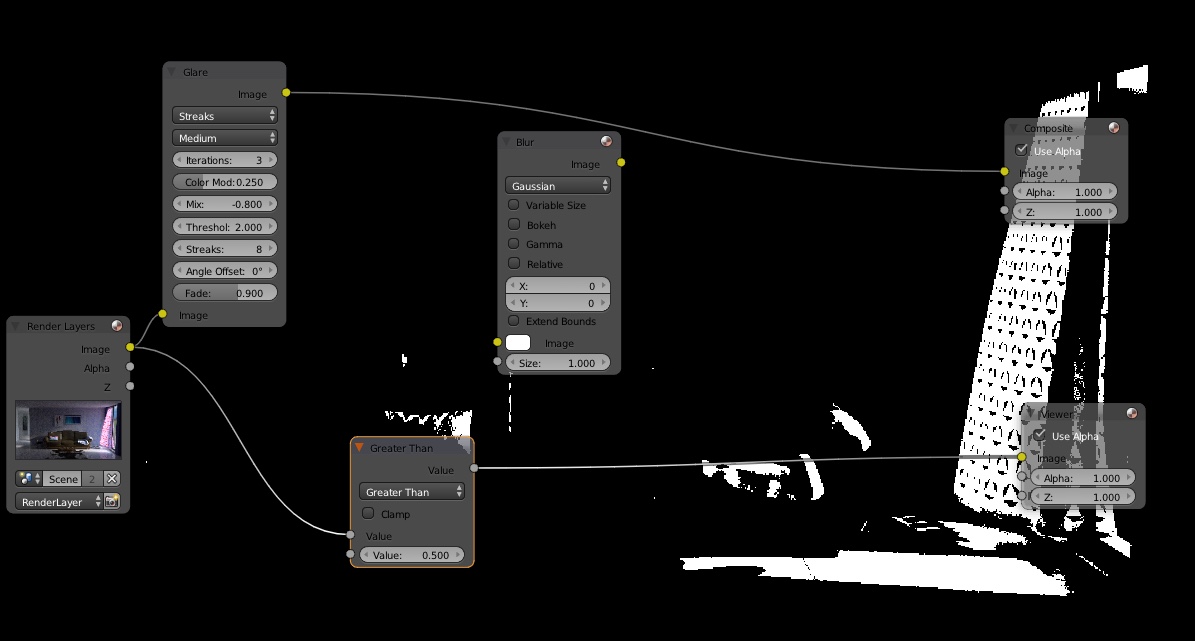 Glare
Image
Streaks
Medium
Iterations: 3
Color Mod: 0.250
Mix: -0.800
Threshol: 2.000
Streaks: 8
Angle Offset: 0°
Fade: 0.900
Image
Render Layers
Image
Alpha
Z
Scene 2
RenderLayer
Blur
Image
Gaussian
Variable Size
Bokeh
Gamma
Relative
X: 0
Y: 0
Extend Bounds
Image
Size: 1.000
Greater Than
Value
Greater Than
Clamp
Value
Value: 0.500
Composite
Use Alpha
Image
Alpha: 1.000
Z: 1.000
Viewer
Use Alpha
Image
Alpha: 1.000
Z: 1.000